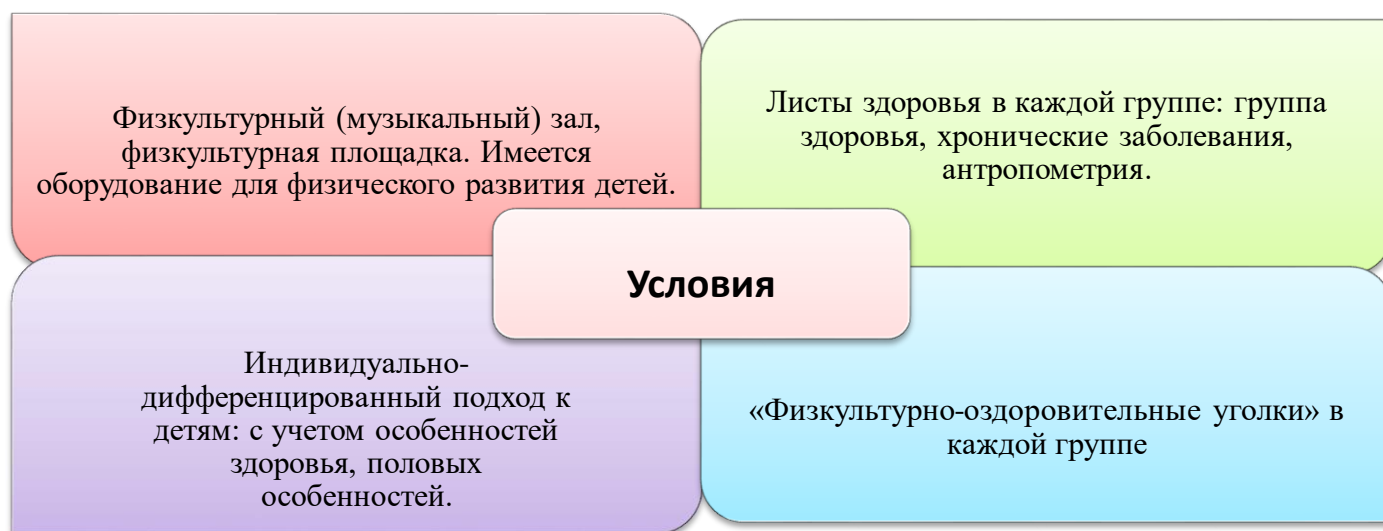 Физкультурный (музыкальный) зал,
физкультурная площадка. Имеется
оборудование для физического развития детей.
Листы здоровья в каждой группе: группа
здоровья, хронические заболевания,
антропометрия.
Условия
Индивидуально-
дифференцированный подход к
детям: с учетом особенностей
здоровья, половых
особенностей.
«Физкультурно-оздоровительные уголки» в
каждой группе